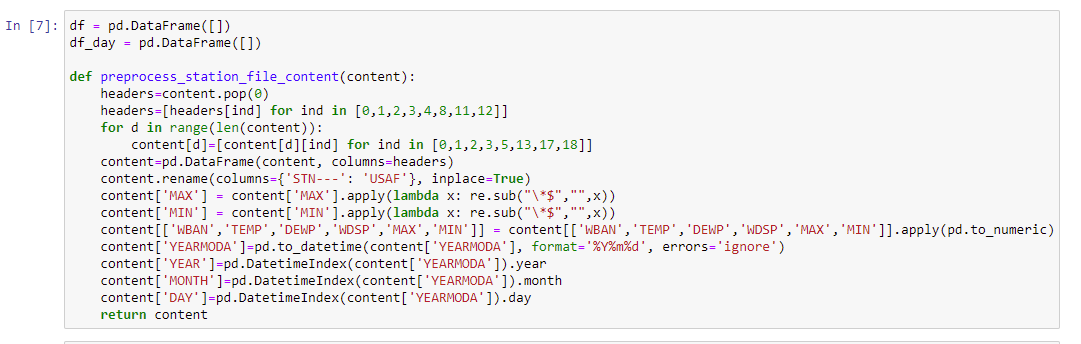 In [7]:
df = pd.DataFrame([])
df_day = pd.DataFrame([])
def preprocess_station_file_content(content):
    headers=content.pop(0)
    headers=[headers[ind] for ind in [0,1,2,3,4,8,11,12]]
    for d in range(len(content)):
        content[d]=[content[d][ind] for ind in [0,1,2,3,5,13,17,18]]
    content=pd.DataFrame(content, columns=headers)
    content.rename(columns={'STN---': 'USAF'}, inplace=True)
    content['MAX'] = content['MAX'].apply(lambda x: re.sub("\*$","",x))
    content['MIN'] = content['MIN'].apply(lambda x: re.sub("\*$","",x))
    content[['WBAN','TEMP','DEWP','WDSP','MAX','MIN']] = content[['WBAN','TEMP','DEWP','WDSP','MAX','MIN']].apply(pd.to_numeric)
    content['YEARMODA']=pd.to_datetime(content['YEARMODA'], format='%Y%m%d', errors='ignore')
    content['YEAR']=pd.DatetimeIndex(content['YEARMODA']).year
    content['MONTH']=pd.DatetimeIndex(content['YEARMODA']).month
    content['DAY']=pd.DatetimeIndex(content['YEARMODA']).day
    return content